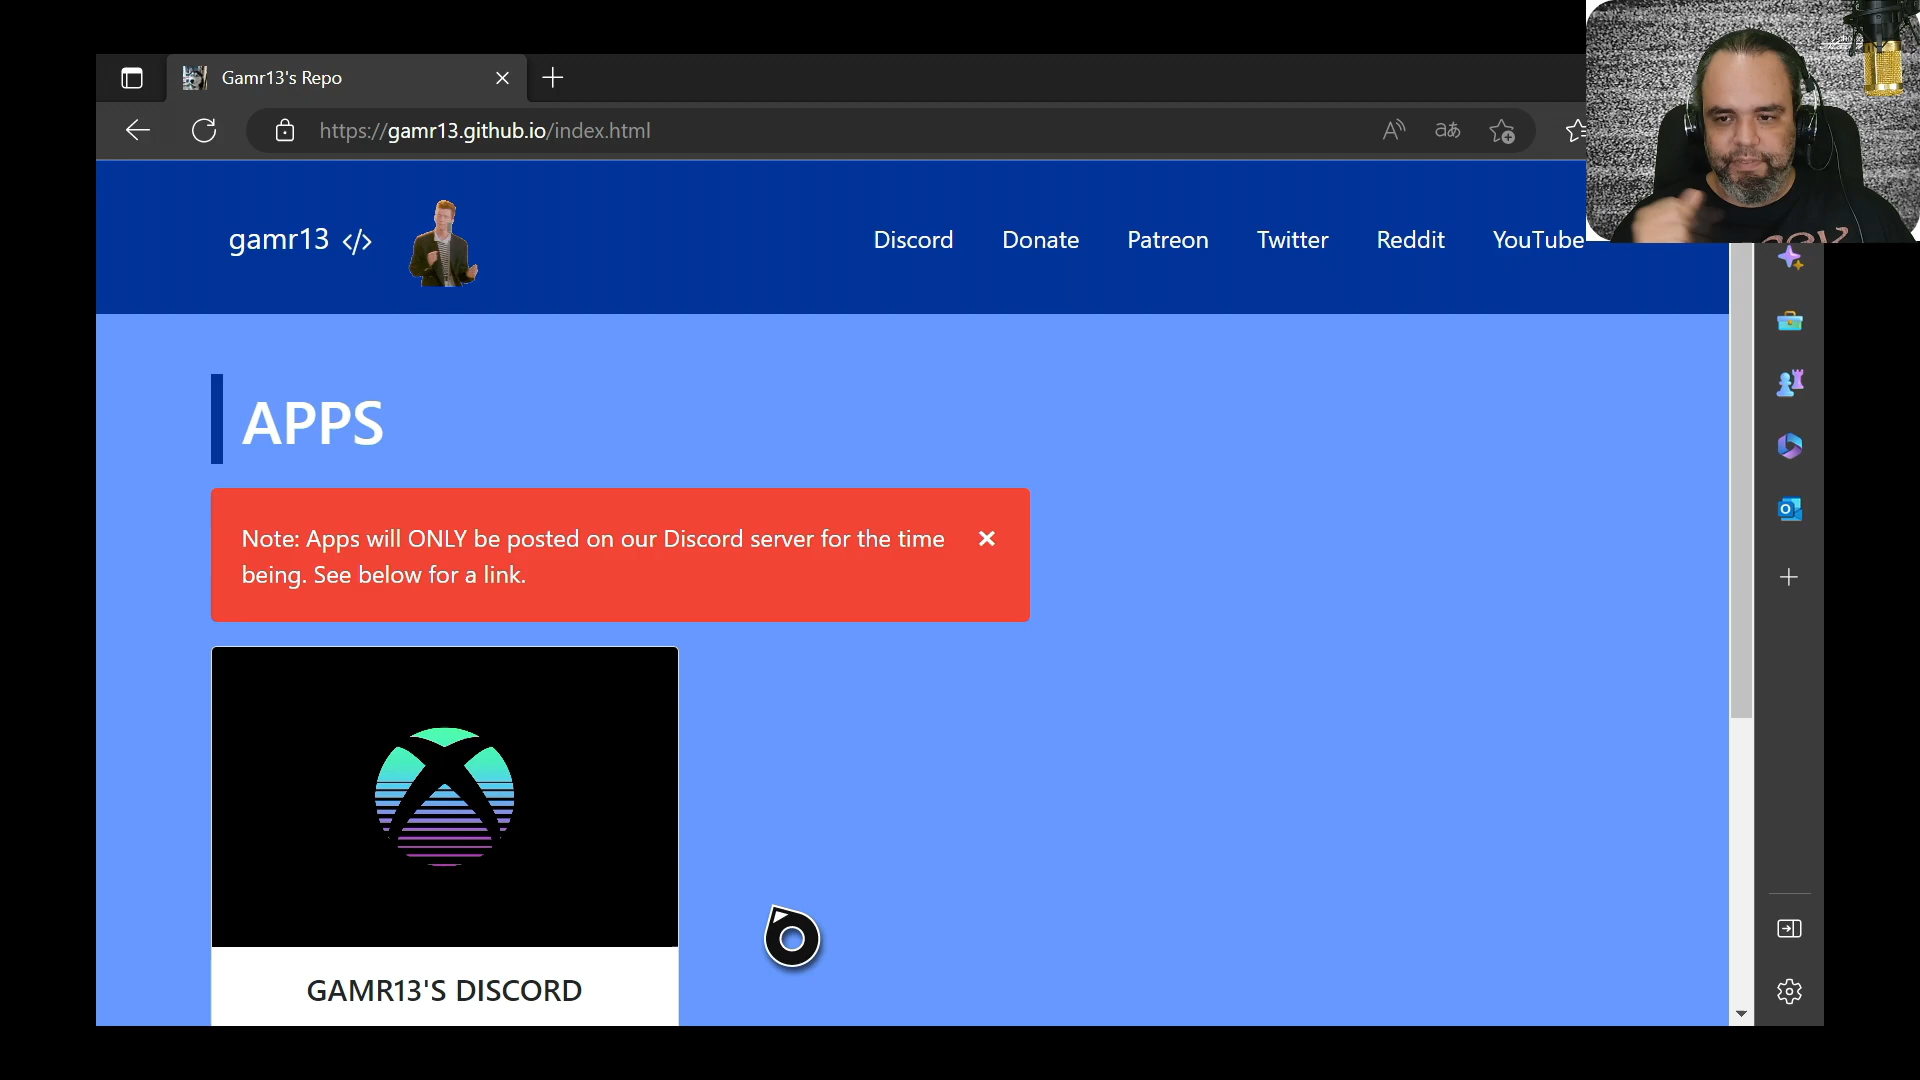 Gamr13's Repo
https://gamr13.github.io/index.html
gamr13 </>
Discord
Donate
Patreon
Twitter
Reddit
YouTube
APPS
Note: Apps will ONLY be posted on our Discord server for the time
being. See below for a link.
GAMR13'S DISCORD